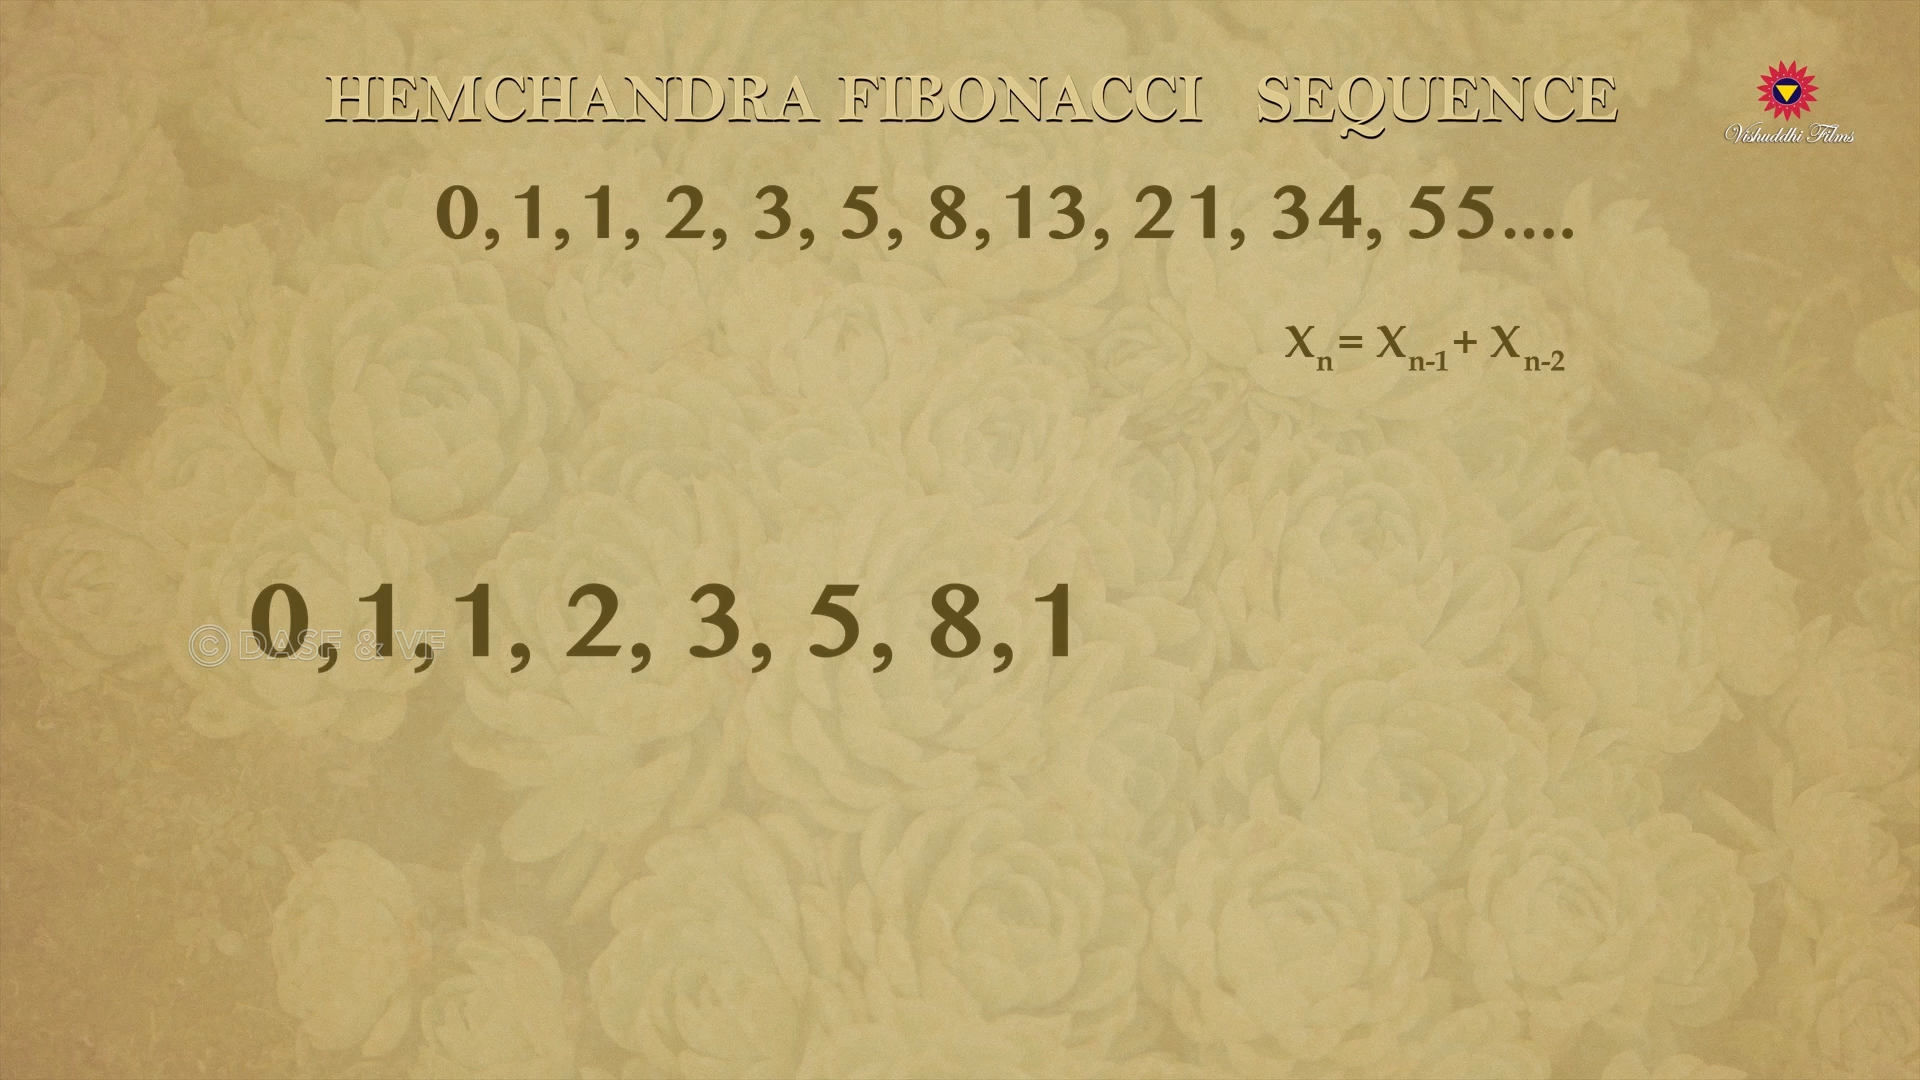 HEMCHANDRA FIBONACCI SEQUENCE
Vishuddhi Films
0,1,1, 2, 3, 5, 8,13, 21, 34, 55....
Xn= Xn-1+ Xn-2
0,1,1, 2, 3, 5, 8,1
© DASF & VF